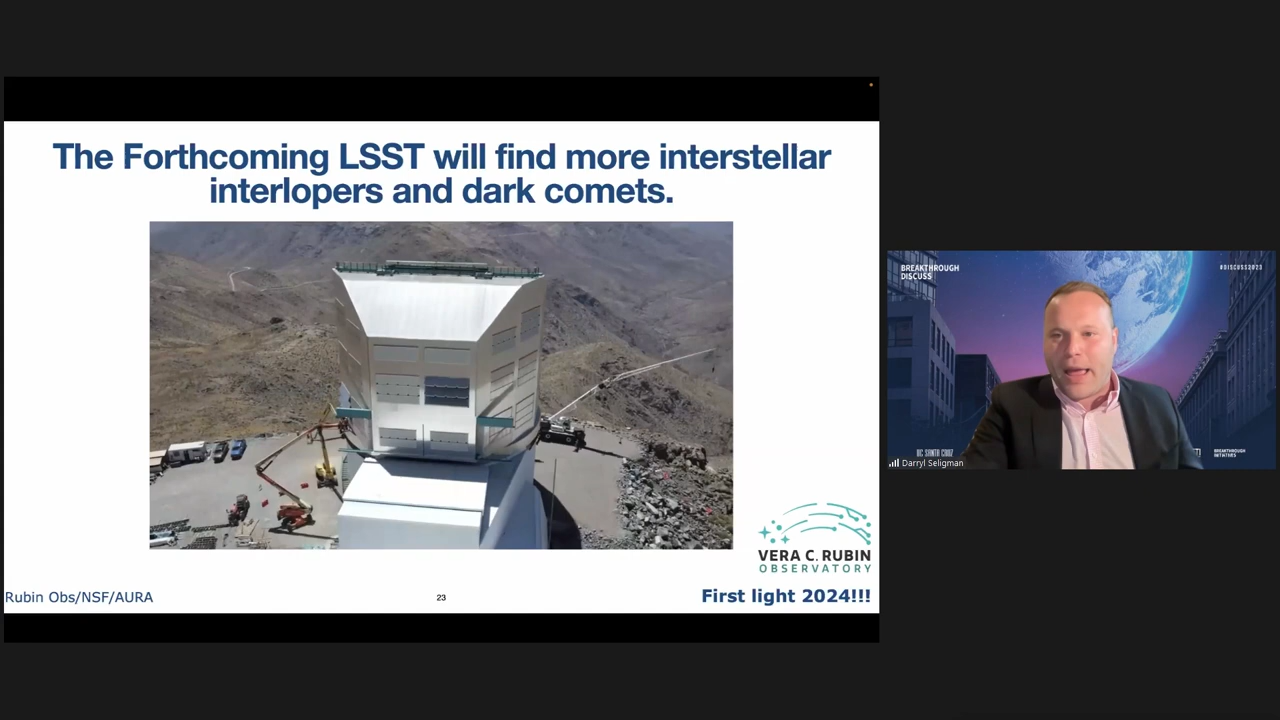 The Forthcoming LSST will find more interstellar
interlopers and dark comets.
VERA C. RUBIN
OBSERVATORY
Rubin Obs/NSF/AURA
23
First light 2024!!!
BREAKTHROUGH
DISCUSS
#DISCUSS2023
UC SANTA CRUZ
BREAKTHROUGH
INITIATIVES
Darryl Seligman